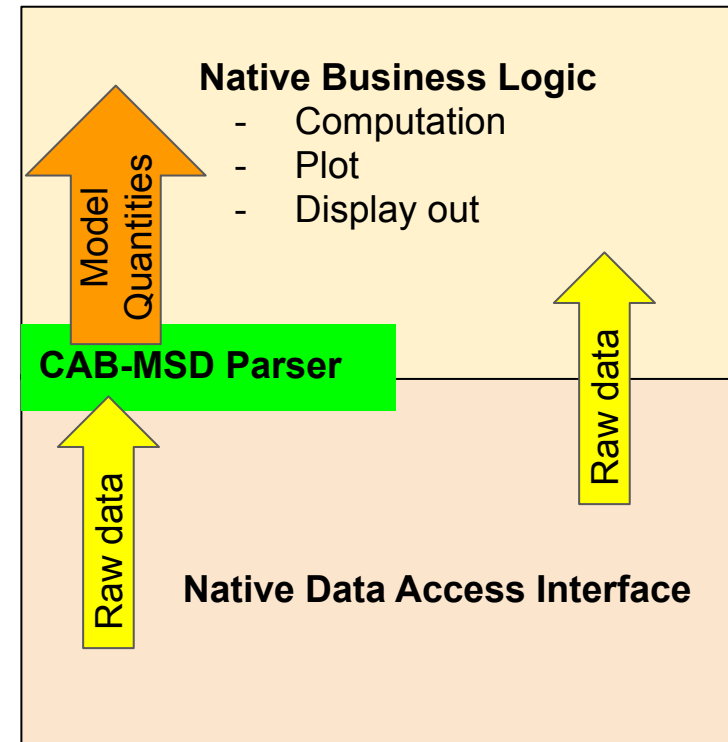 Native Business Logic
- Computation
- Plot
- Display out
Model
Quantities
CAB-MSD Parser
Raw data
Raw data
Native Data Access Interface